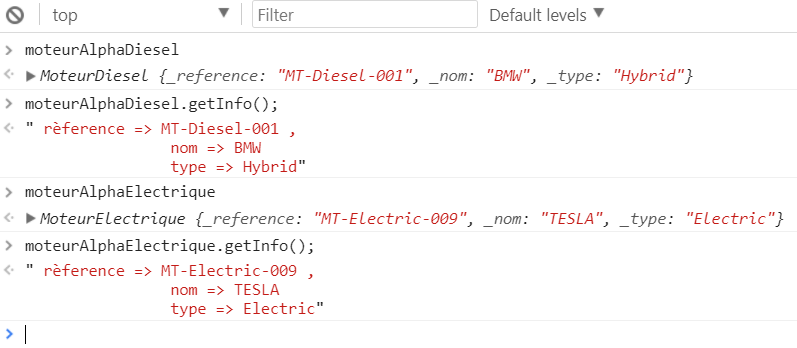 top Filter Default levels
moteurAlphaDiesel
MoteurDiesel {_reference: "MT-Diesel-001", _nom: "BMW", _type: "Hybrid"}
moteurAlphaDiesel.getInfo();
" rèference => MT-Diesel-001 ,
nom => BMW
type => Hybrid"
moteurAlphaElectrique
MoteurElectrique {_reference: "MT-Electric-009", _nom: "TESLA", _type: "Electric"}
moteurAlphaElectrique.getInfo();
" rèference => MT-Electric-009 ,
nom => TESLA
type => Electric"